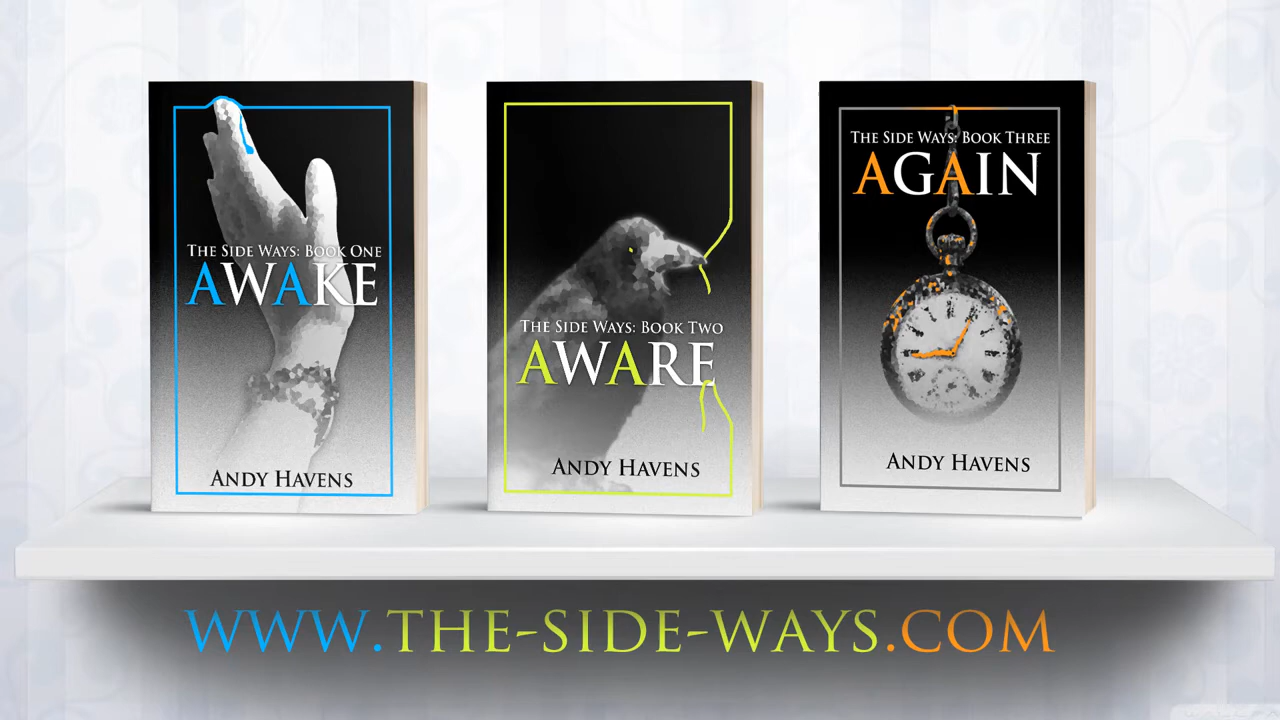 THE SIDE WAYS: BOOK ONE
AWAKE
ANDY HAVENS
THE SIDE WAYS: BOOK TWO
AWARE
ANDY HAVENS
THE SIDE WAYS: BOOK THREE
AGAIN
ANDY HAVENS
WWW.THE-SIDE-WAYS.COM